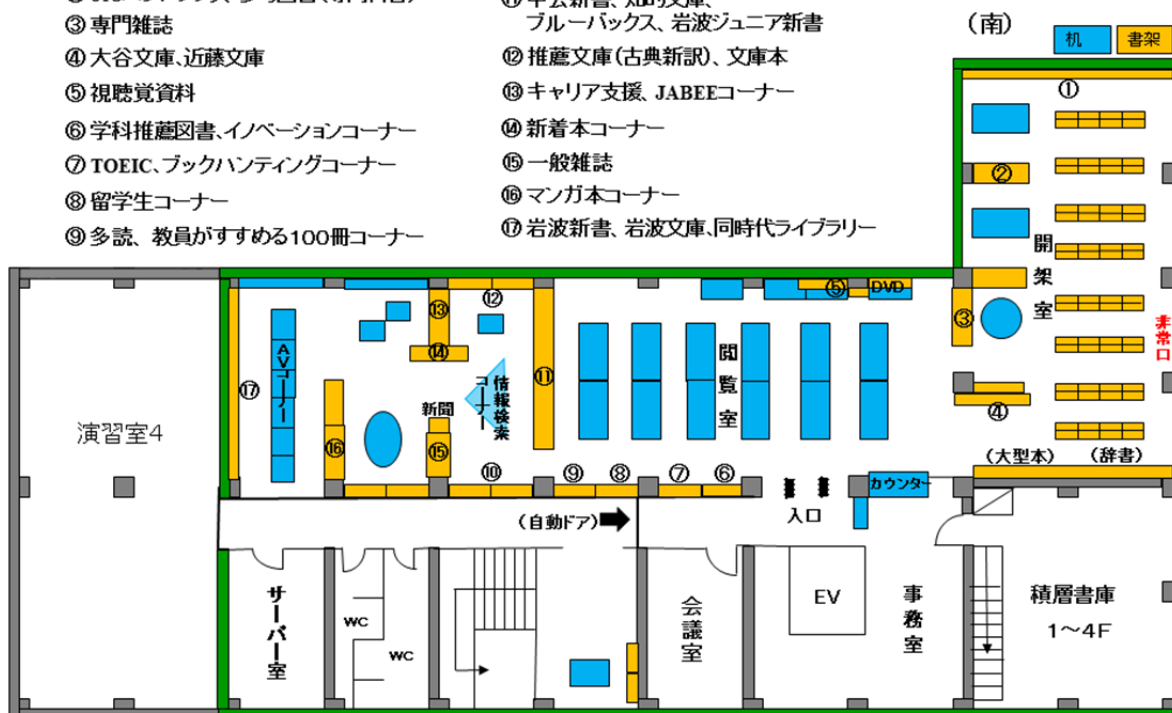 ③専門雑誌
④大谷文庫、近藤文庫
⑤視聴覚資料
⑥学科推薦図書、イノベーションコーナー
⑦TOEIC、ブックハンティングコーナー
⑧留学生コーナー
⑨多読、教員がすすめる100冊コーナー
ブルーバックス、岩波ジュニア新書
⑫推薦文庫(古典新訳)、文庫本
⑬キャリア支援、JABEEコーナー
⑭新着本コーナー
⑮一般雑誌
⑯マンガ本コーナー
⑰岩波新書、岩波文庫、同時代ライブラリー
(南)
机
書架
①
②
開架室
非常口
③
④
(大型本)
(辞書)
⑤
DVD
⑫
⑬
⑭
⑪
閲覧室
情報検索コーナー
AVコーナー
⑰
新聞
⑯
⑮
⑩
⑨
⑧
⑦
⑥
演習室4
カウンター
入口
(自動ドア)
サーバー室
WC
WC
会議室
EV
事務室
積層書庫
1~4F